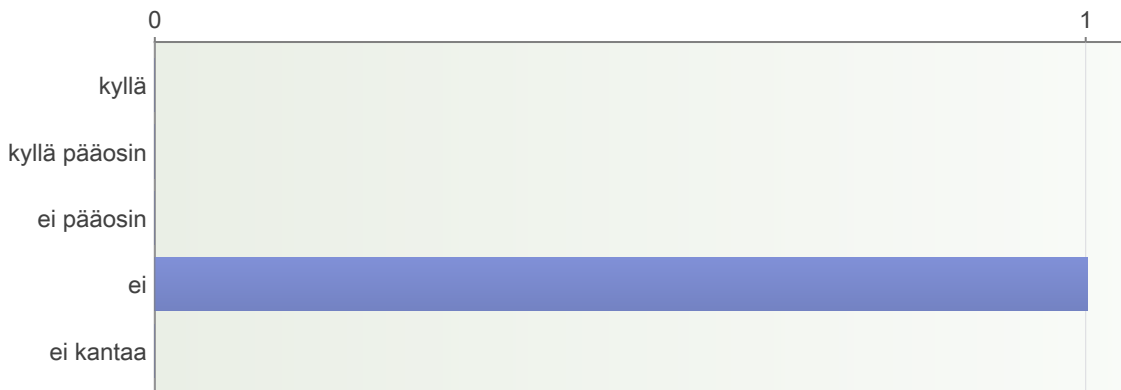 0 1
kyllä
kyllä pääosin
ei pääosin
ei
ei kantaa